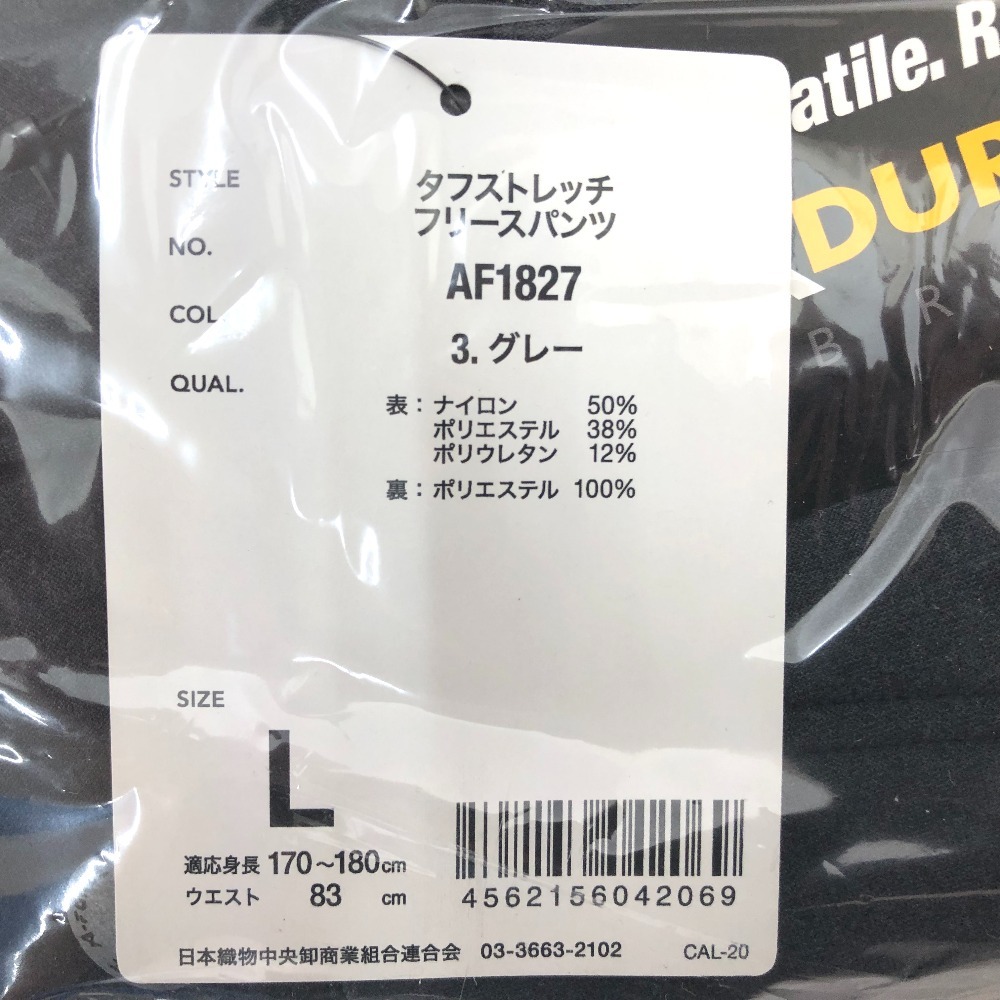 atile. R
DUR
B R
STYLE タフストレッチ
フリースパンツ
NO. AF1827
COL 3. グレー
QUAL. 表：ナイロン 50%
ポリエステル 38%
ポリウレタン 12%
裏：ポリエステル 100%
SIZE
L
適応身長 170～180cm
ウエスト 83 cm
4562156042069
日本織物中央卸商業組合連合会 03-3663-2102 CAL-20